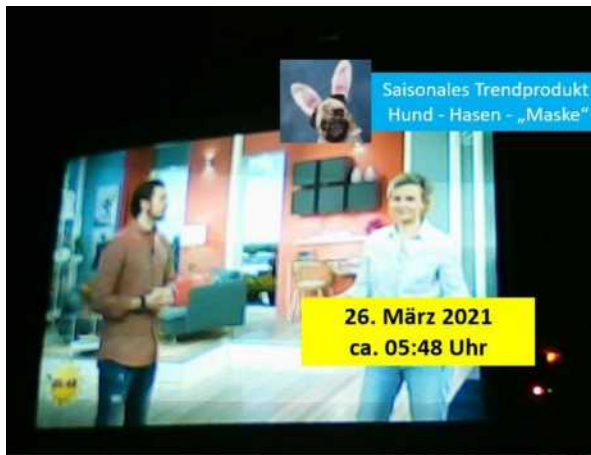 Saisonales Trendprodukt
Hund - Hasen - „Maske“
26. März 2021
ca. 05:48 Uhr